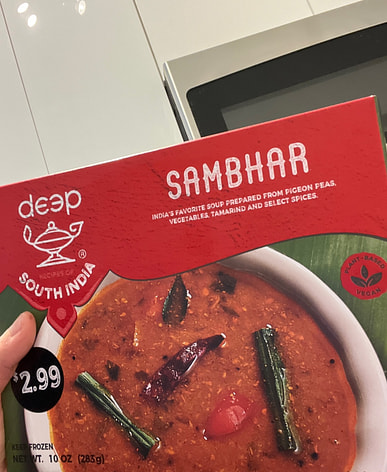 deep
RECIPES OF
SOUTH INDIA®
SAMBHAR
INDIA'S FAVORITE SOUP PREPARED FROM PIGEON PEAS,
VEGETABLES, TAMARIND AND SELECT SPICES.
PLANT-BASED
VEGAN
$2.99
KEEP FROZEN
NET WT. 10 OZ (283g)